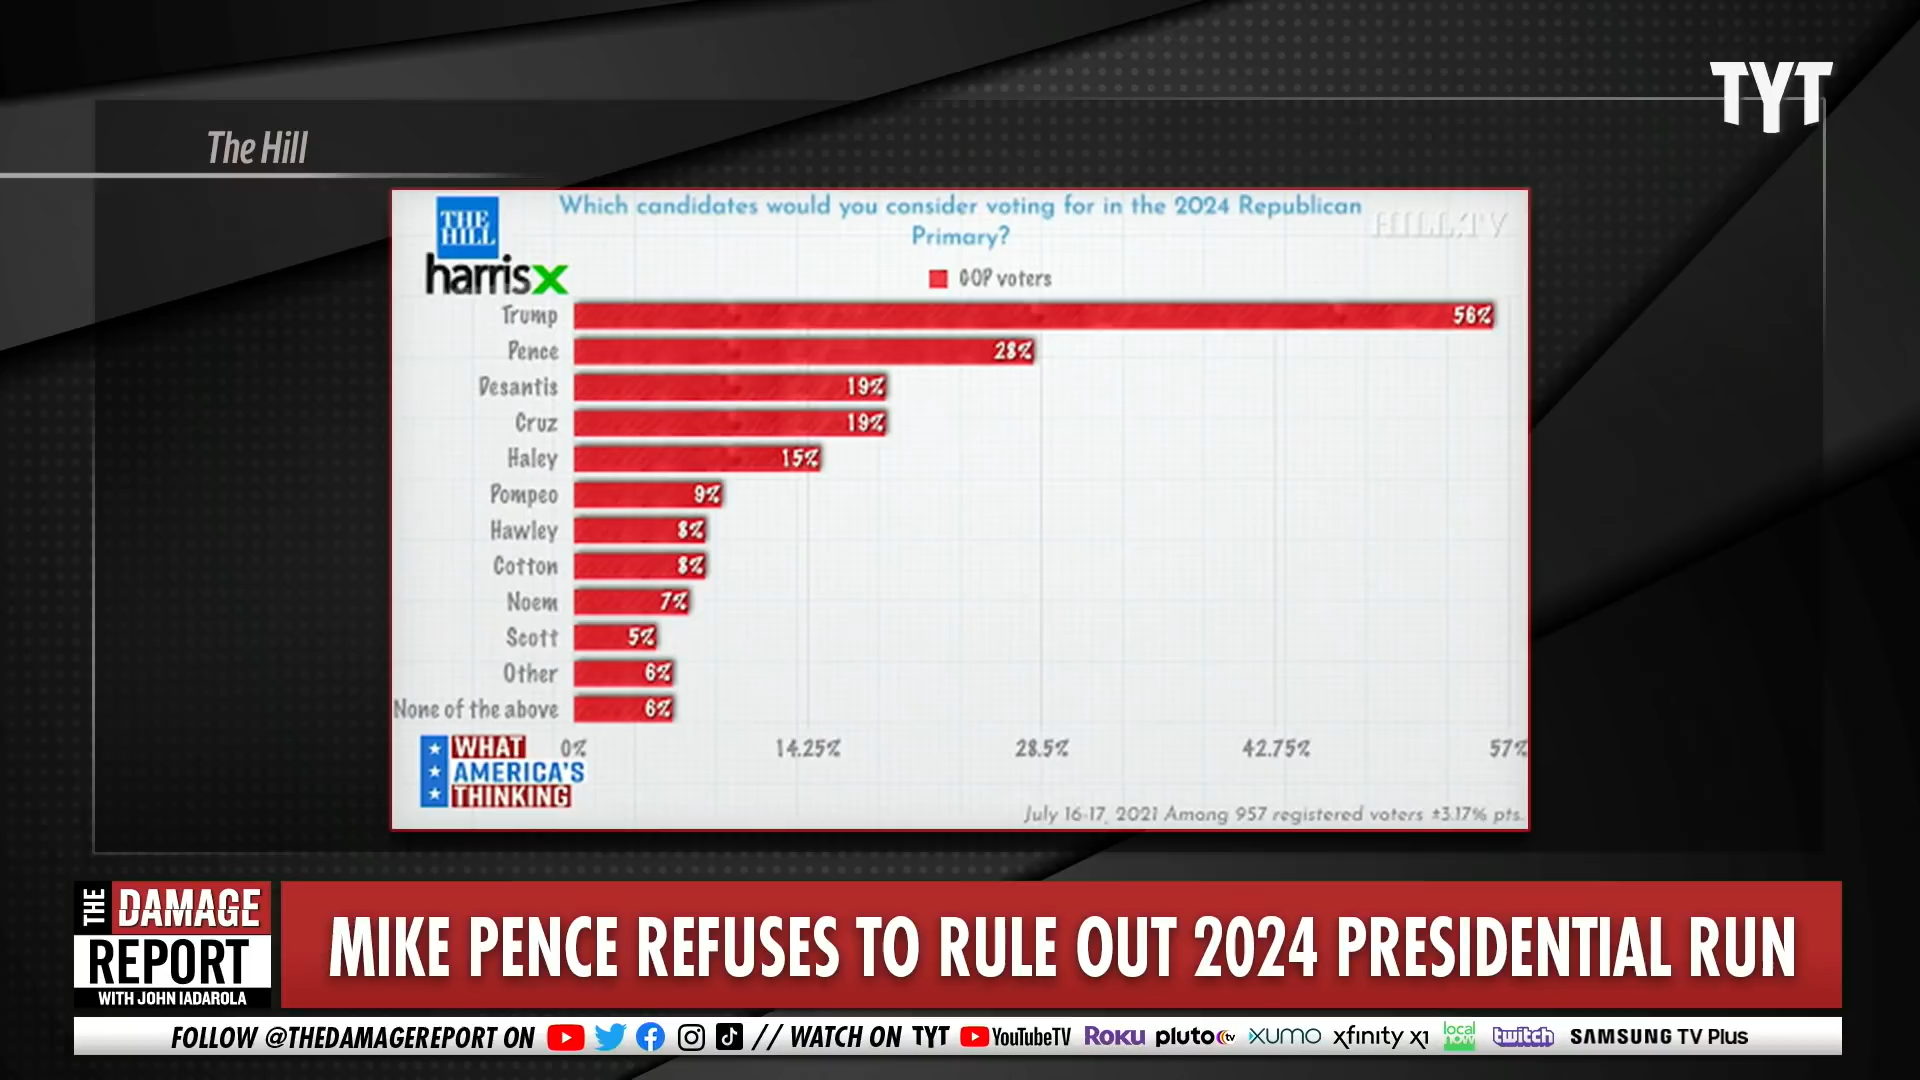 TYT
The Hill
THE
HILL
harrisx
Which candidates would you consider voting for in the 2024 Republican
Primary?
HILL.TV
GOP voters
Trump 56%
Pence 28%
Desantis 19%
Cruz 19%
Haley 15%
Pompeo 9%
Hawley 8%
Cotton 8%
Noem 7%
Scott 5%
Other 6%
None of the above 6%
0% 14.25% 28.5% 42.75% 57%
WHAT
AMERICA'S
THINKING
July 16-17, 2021 Among 957 registered voters ±3.17% pts.
THE DAMAGE
REPORT
WITH JOHN IADAROLA
MIKE PENCE REFUSES TO RULE OUT 2024 PRESIDENTIAL RUN
FOLLOW @THEDAMAGEREPORT ON // WATCH ON TYT YouTubeTV ROKU pluto tv XUMO xfinity x1 local now twitch SAMSUNG TV Plus